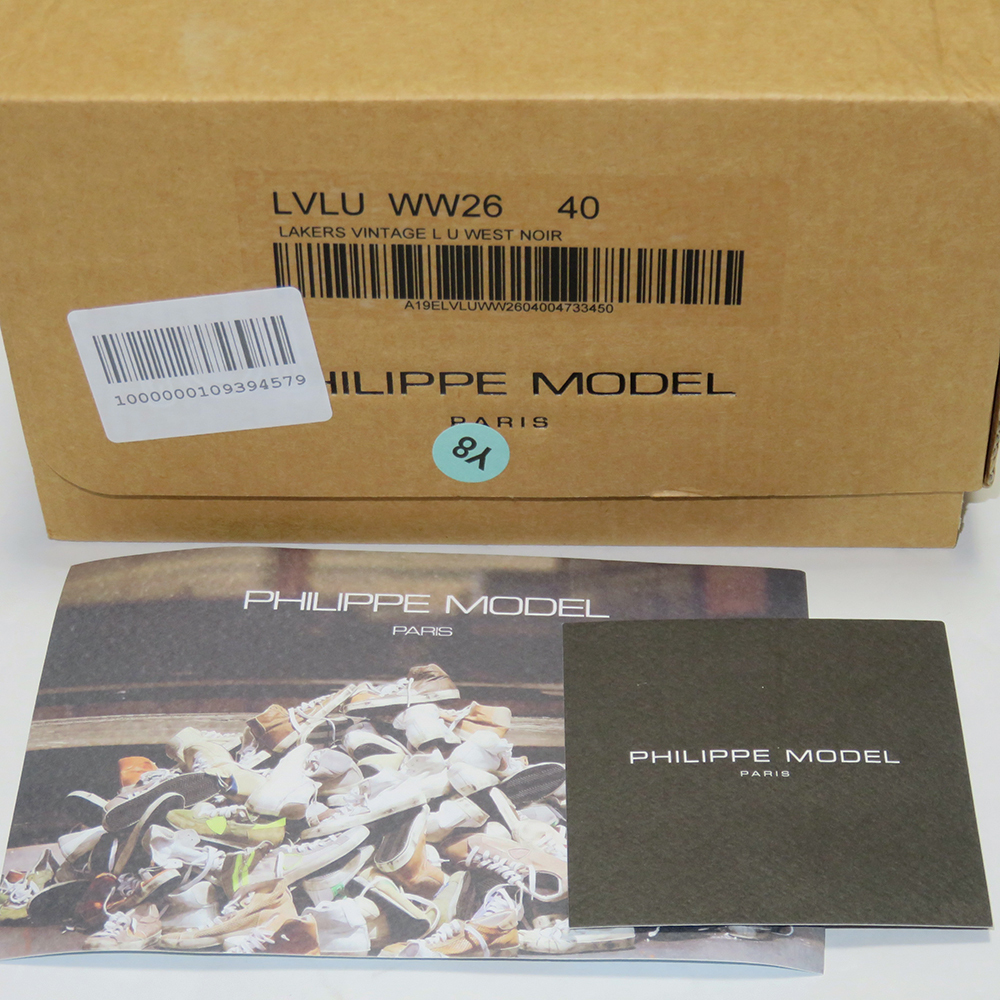 LVLU WW26 40
LAKERS VINTAGE L U WEST NOIR
A19ELVLUWW2604004733450
1000000109394579
HILIPPE MODEL
PARIS
Y8
PHILIPPE MODEL
PARIS
PHILIPPE MODEL
PARIS